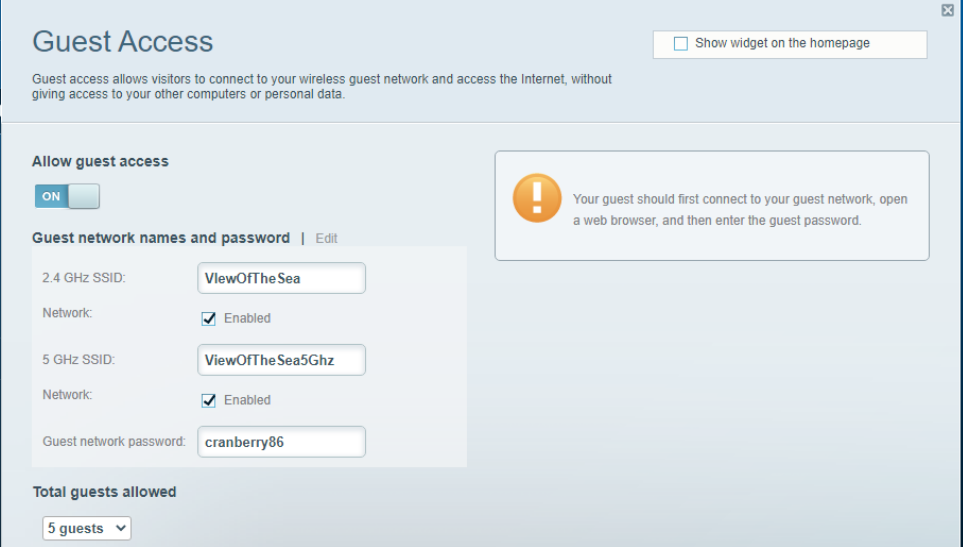 Guest Access
Show widget on the homepage
Guest access allows visitors to connect to your wireless guest network and access the Internet, without
giving access to your other computers or personal data.
Allow guest access
ON
Your guest should first connect to your guest network, open
a web browser, and then enter the guest password.
Guest network names and password | Edit
2.4 GHz SSID: VIewOfTheSea
Network: Enabled
5 GHz SSID: ViewOfTheSea5Ghz
Network: Enabled
Guest network password: cranberry86
Total guests allowed
5 guests